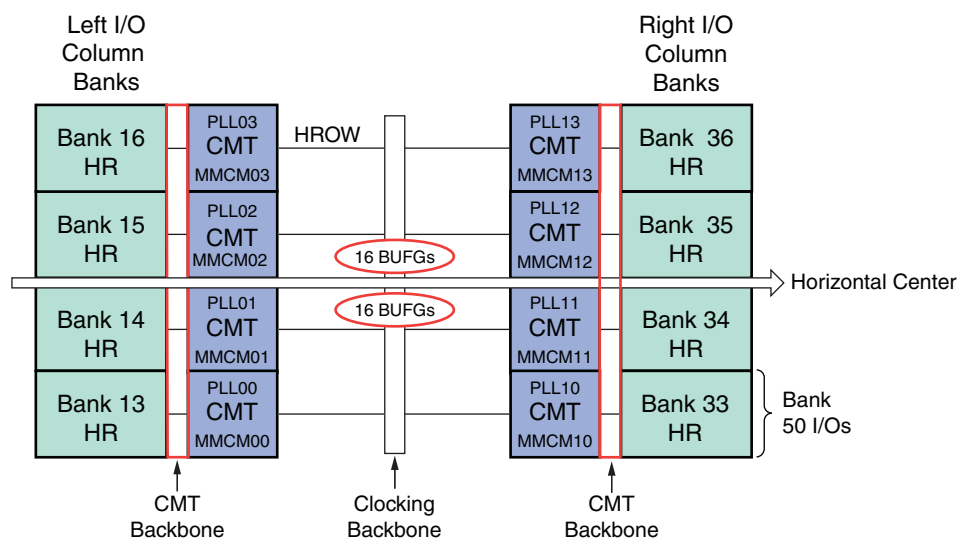 Left I/O
Column
Banks
Right I/O
Column
Banks
Bank 16
HR
PLL03
CMT
MMCM03
HROW
PLL13
CMT
MMCM13
Bank 36
HR
Bank 15
HR
PLL02
CMT
MMCM02
16 BUFGs
PLL12
CMT
MMCM12
Bank 35
HR
Horizontal Center
Bank 14
HR
PLL01
CMT
MMCM01
16 BUFGs
PLL11
CMT
MMCM11
Bank 34
HR
Bank 13
HR
PLL00
CMT
MMCM00
PLL10
CMT
MMCM10
Bank 33
HR
Bank
50 I/Os
CMT
Backbone
Clocking
Backbone
CMT
Backbone